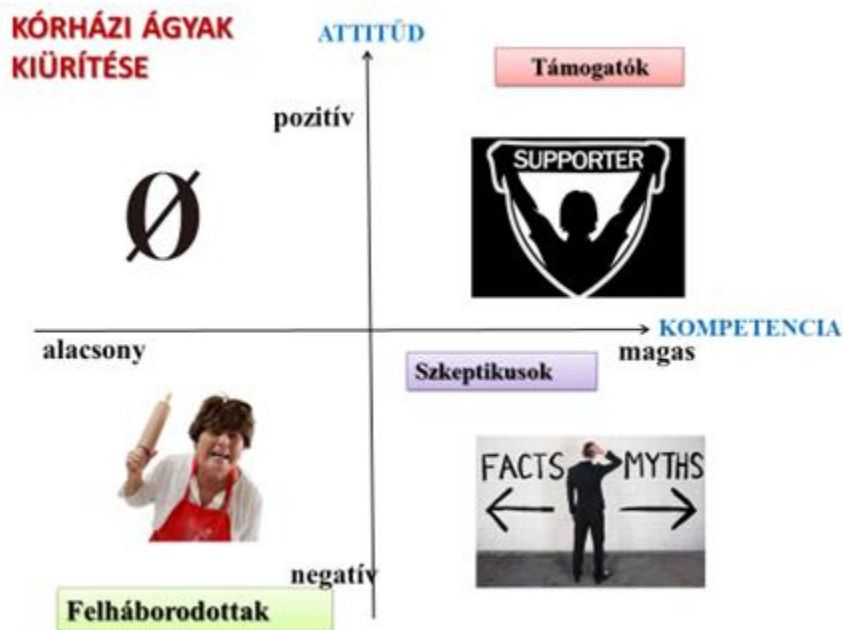 KÓRHÁZI ÁGYAK
KIÜRÍTÉSE
ATTITŰD
Támogatók
pozitív
SUPPORTER
Ø
KOMPETENCIA
alacsony
magas
Szkeptikusok
FACTS MYTHS
negatív
Felháborodottak